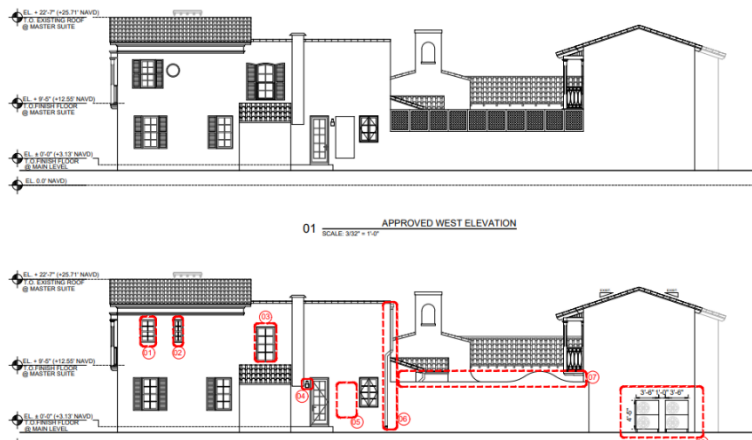 EL. + 22'-7" (+25.71' NAVD)
T.O. EXISTING ROOF
@ MASTER SUITE
EL. + 9'-5" (+12.55' NAVD)
T.O.FINISH FLOOR
@ MASTER SUITE
EL. ± 0'-0" (+3.13' NAVD)
T.O.FINISH FLOOR
@ MAIN LEVEL
EL. 0.0' NAVD)
01 APPROVED WEST ELEVATION
SCALE: 3/32" = 1'-0"
EL. + 22'-7" (+25.71' NAVD)
T.O. EXISTING ROOF
@ MASTER SUITE
03
01 02
EL. + 9'-5" (+12.55' NAVD)
T.O.FINISH FLOOR
@ MASTER SUITE
07
04
3'-6" 1'-0" 3'-6"
EL. ± 0'-0" (+3.13' NAVD)
T.O.FINISH FLOOR
@ MAIN LEVEL
05 06